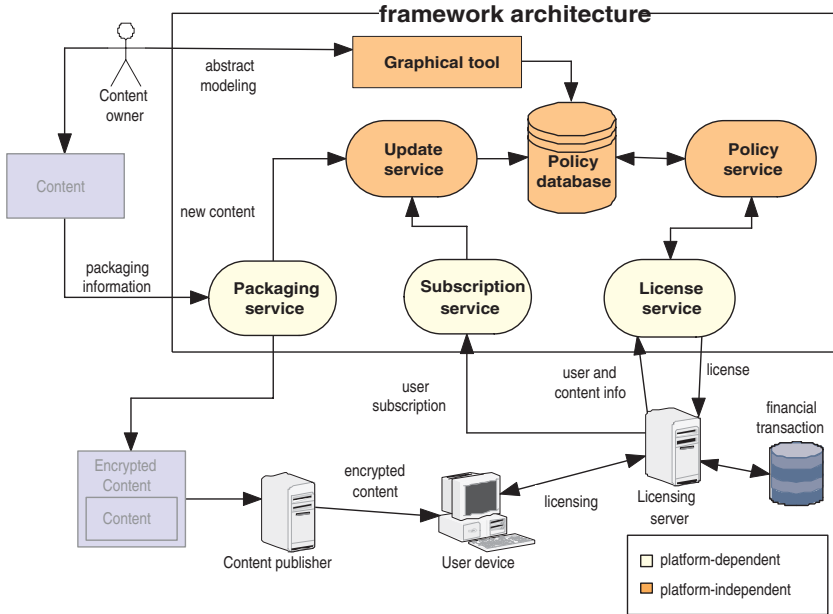 framework architecture
Graphical tool
abstract
modeling
Content
owner
Update
service
Policy
database
Policy
service
Content
new content
packaging
information
Packaging
service
Subscription
service
License
service
user
subscription
user and
content info
license
financial
transaction
Encrypted
Content
Content
encrypted
content
licensing
Licensing
server
Content publisher
User device
platform-dependent
platform-independent